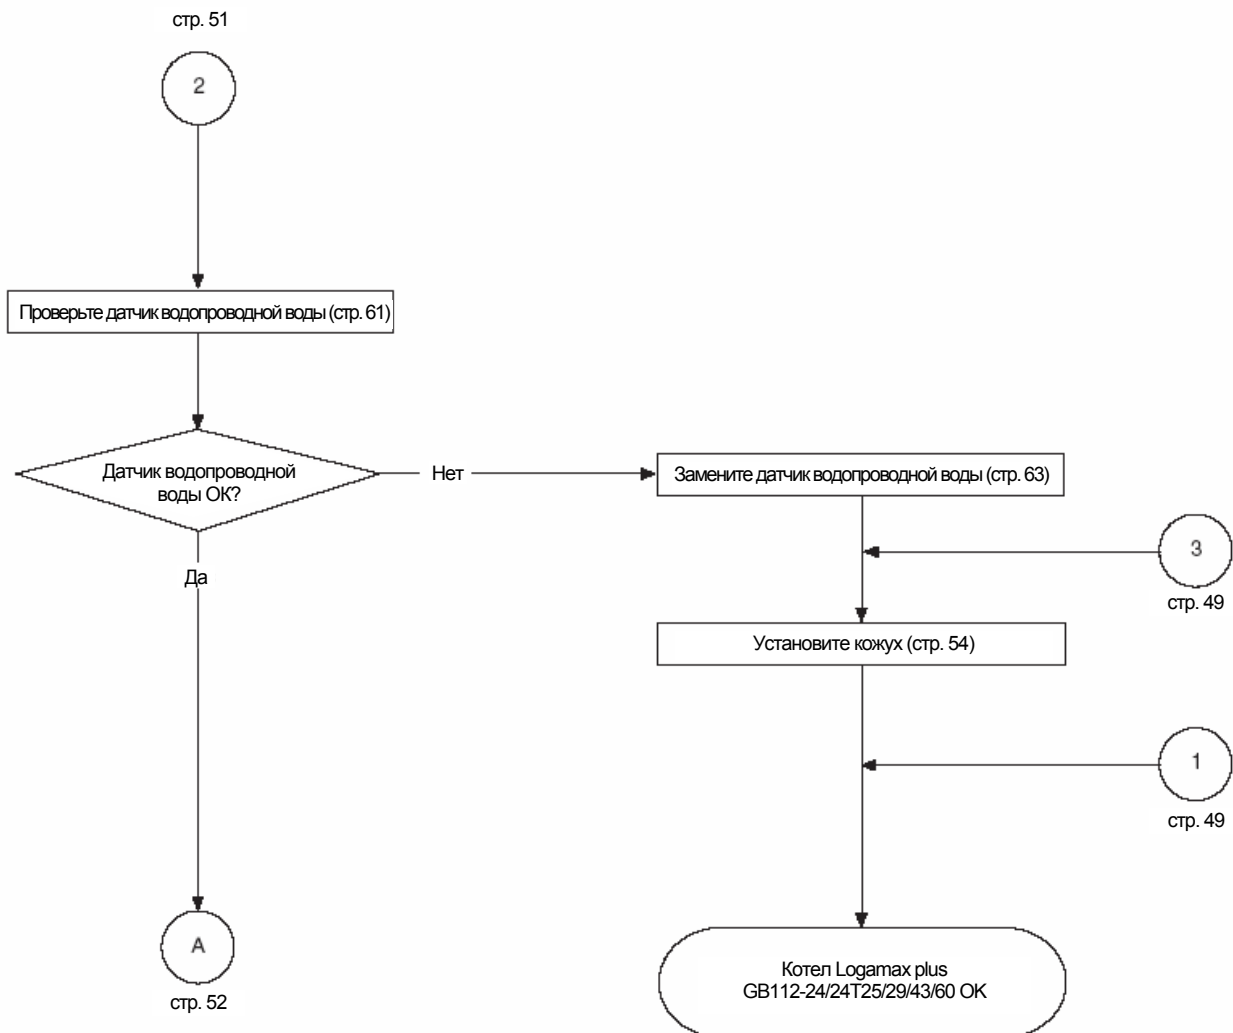 стр. 51
2
Проверьте датчик водопроводной воды (стр. 61)
Датчик водопроводной
воды ОК?
Нет
Замените датчик водопроводной воды (стр. 63)
3
стр. 49
Да
Установите кожух (стр. 54)
1
стр. 49
A
стр. 52
Котел Logamax plus
GB112-24/24T25/29/43/60 OK